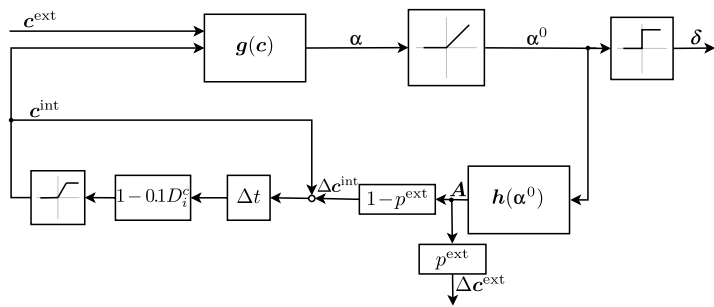 c^ext
g(c)
α
α^0
δ
c^int
1 − 0.1D_i^c
Δt
Δc^int
1−p^ext
A
h(α^0)
p^ext
Δc^ext